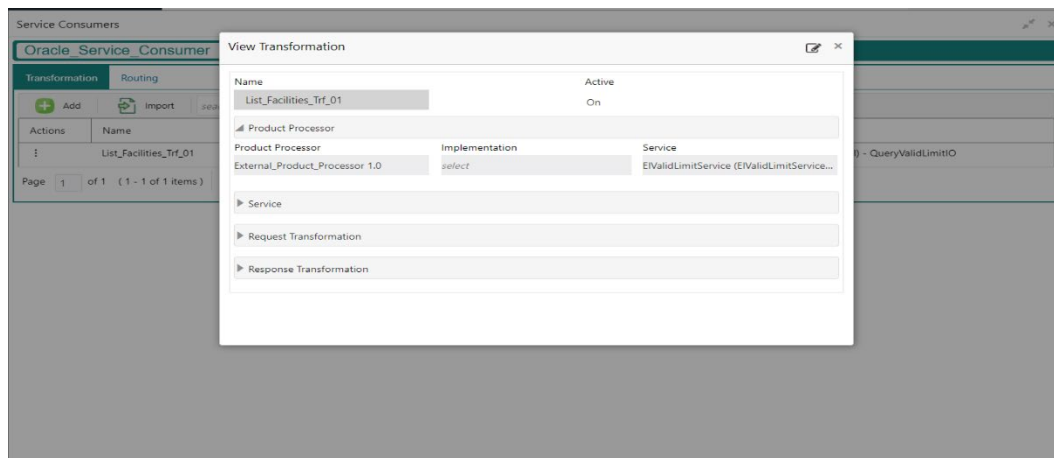 Service Consumers
Oracle_Service_Consumer
Transformation Routing
Add Import
Actions Name
List_Facilities_Trf_01 - QueryValidLimitIO
Page 1 of 1 (1 - 1 of 1 items)
View Transformation
Name Active
List_Facilities_Trf_01 On
Product Processor
Product Processor Implementation Service
External_Product_Processor 1.0 select EIValidLimitService (EIValidLimitService...
Service
Request Transformation
Response Transformation